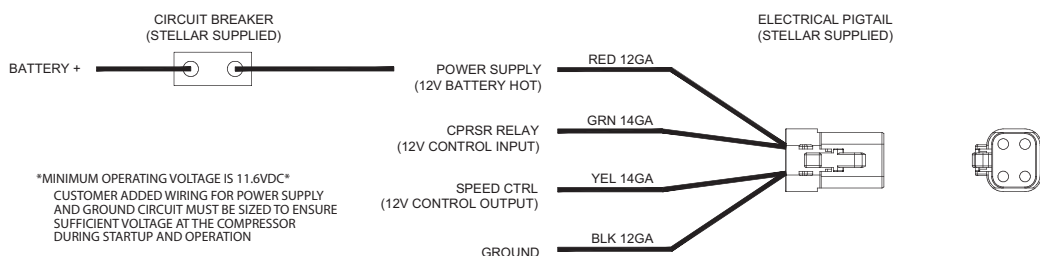 CIRCUIT BREAKER
(STELLAR SUPPLIED)
ELECTRICAL PIGTAIL
(STELLAR SUPPLIED)
BATTERY +
POWER SUPPLY
(12V BATTERY HOT)
RED 12GA
CPRSR RELAY
(12V CONTROL INPUT)
GRN 14GA
*MINIMUM OPERATING VOLTAGE IS 11.6VDC*
CUSTOMER ADDED WIRING FOR POWER SUPPLY
AND GROUND CIRCUIT MUST BE SIZED TO ENSURE
SUFFICIENT VOLTAGE AT THE COMPRESSOR
DURING STARTUP AND OPERATION
SPEED CTRL
(12V CONTROL OUTPUT)
YEL 14GA
GROUND
BLK 12GA